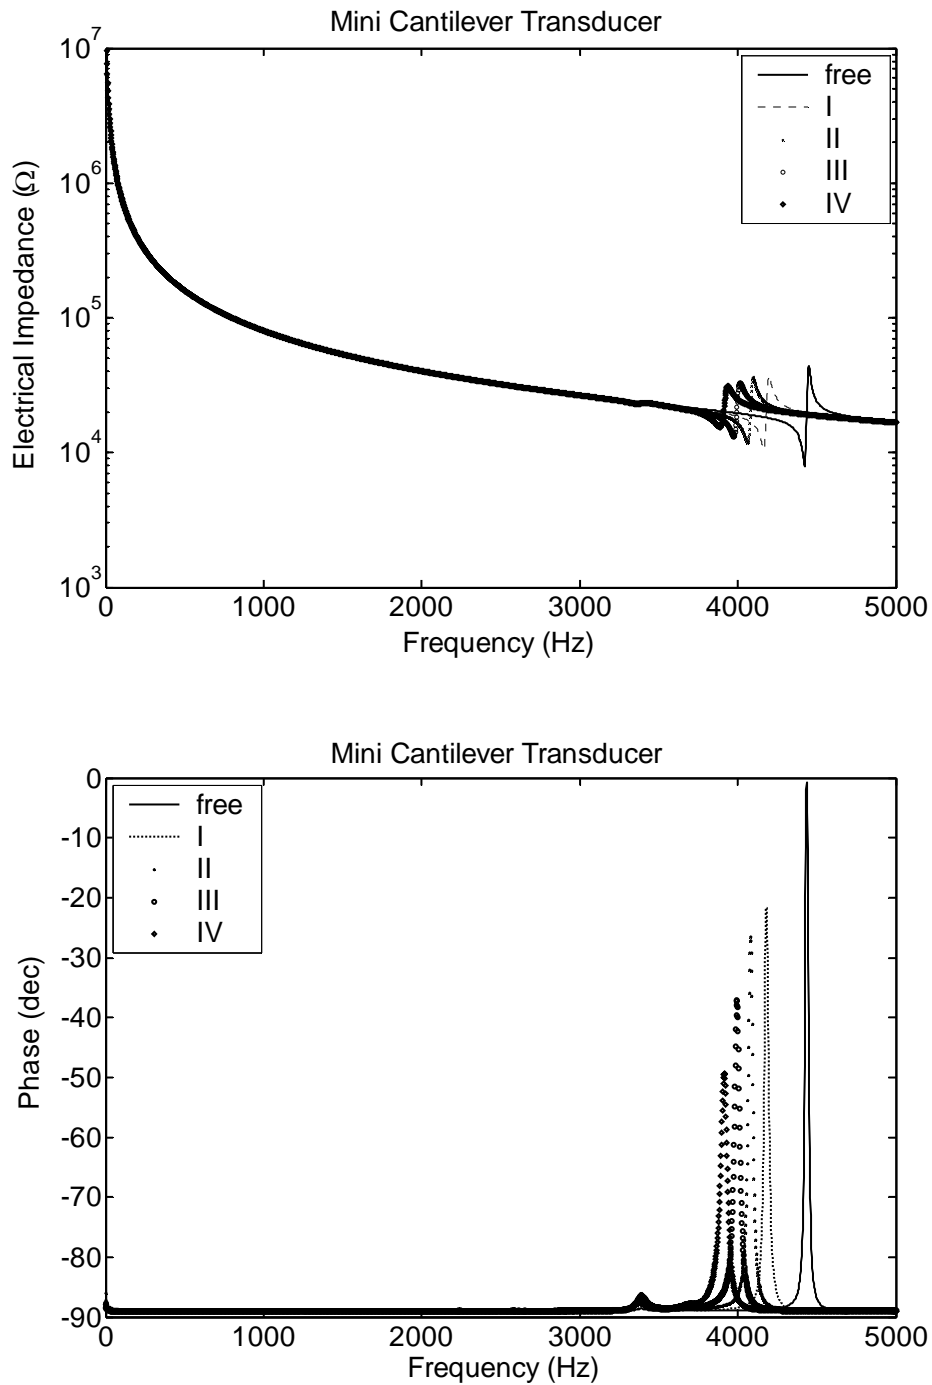 Mini Cantilever Transducer
10^7
10^6
10^5
10^4
10^3
Electrical Impedance (Ω)
free
I
II
III
IV
0 1000 2000 3000 4000 5000
Frequency (Hz)
Mini Cantilever Transducer
0
-10
-20
-30
-40
-50
-60
-70
-80
-90
Phase (dec)
free
I
II
III
IV
0 1000 2000 3000 4000 5000
Frequency (Hz)